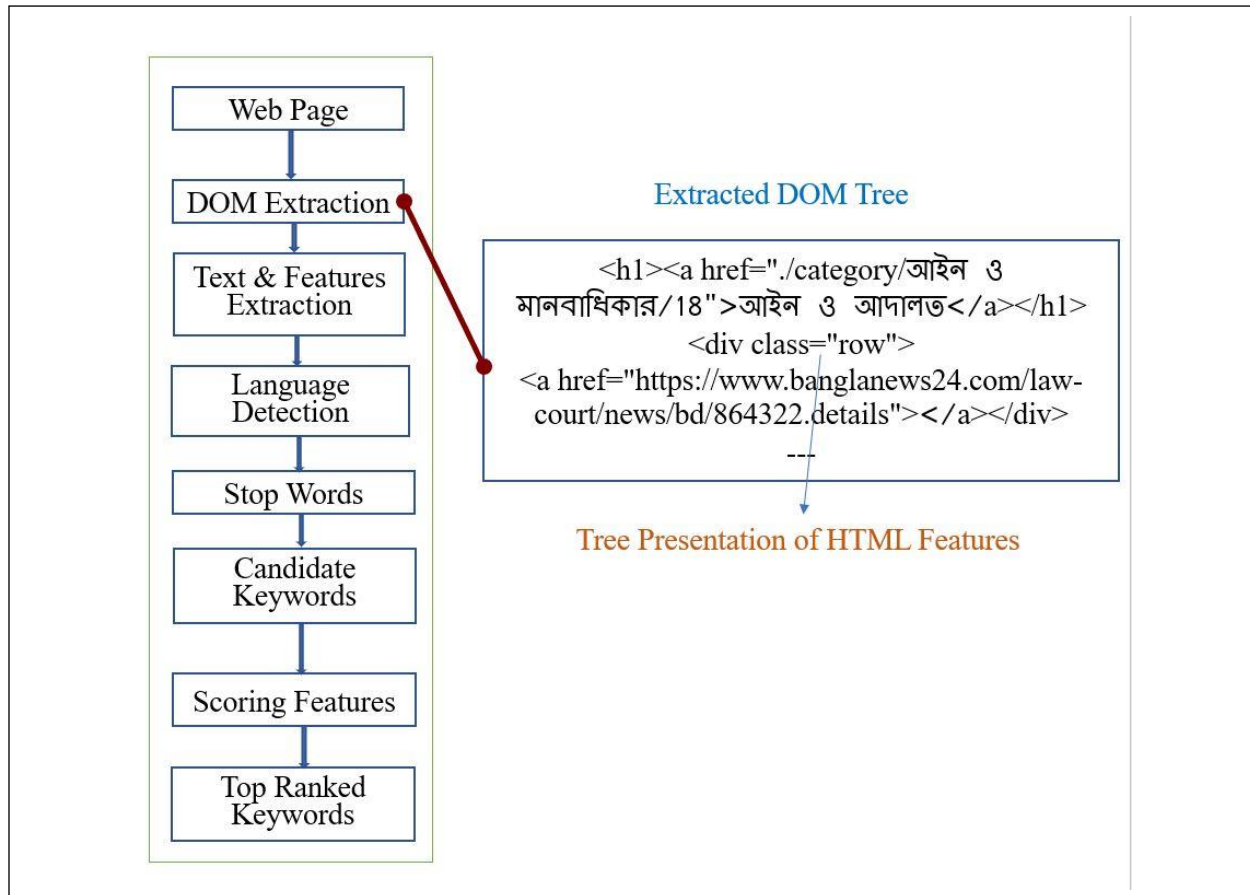 Web Page
DOM Extraction
Text & Features
Extraction
Language
Detection
Stop Words
Candidate
Keywords
Scoring Features
Top Ranked
Keywords
Extracted DOM Tree
<h1><a href="./category/আইন ও
মানবাধিকার/18">আইন ও আদালত</a></h1>
<div class="row">
<a href="https://www.banglanews24.com/law-
court/news/bd/864322.details"></a></div>
---
Tree Presentation of HTML Features